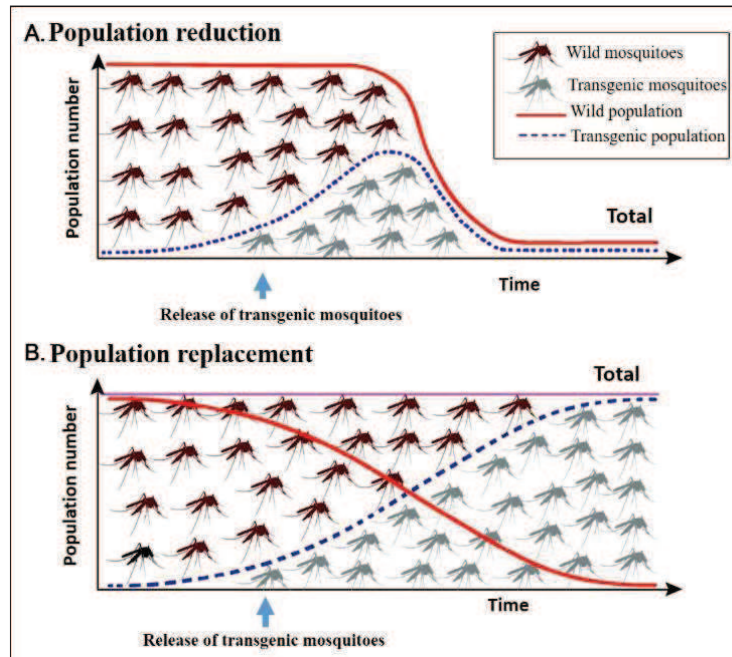 A. Population reduction
Population number
Wild mosquitoes
Transgenic mosquitoes
Wild population
Transgenic population
Total
Time
Release of transgenic mosquitoes
B. Population replacement
Total
Population number
Time
Release of transgenic mosquitoes